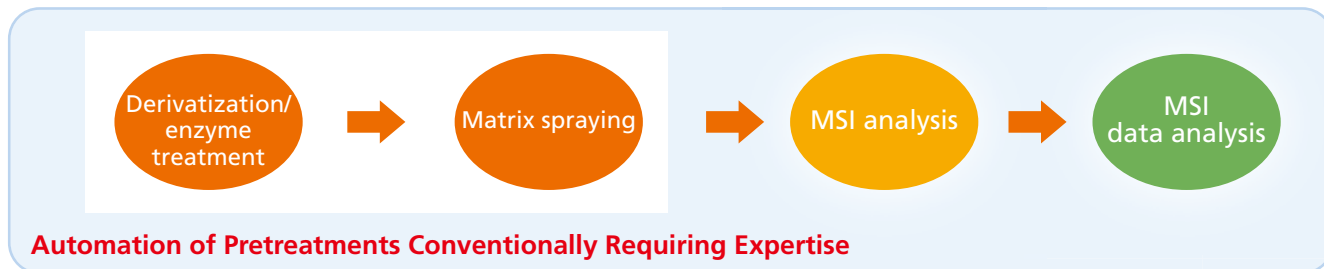 Derivatization/
enzyme
treatment
Matrix spraying
MSI analysis
MSI
data analysis
Automation of Pretreatments Conventionally Requiring Expertise